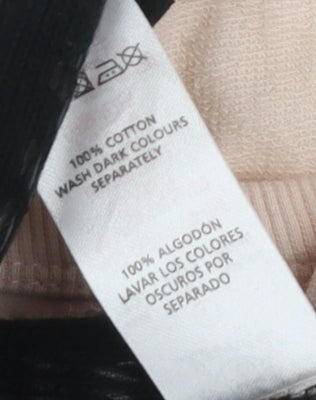 100% COTTON
WASH DARK COLOURS
SEPARATELY
100% ALGODÓN
LAVAR LOS COLORES
OSCUROS POR
SEPARADO